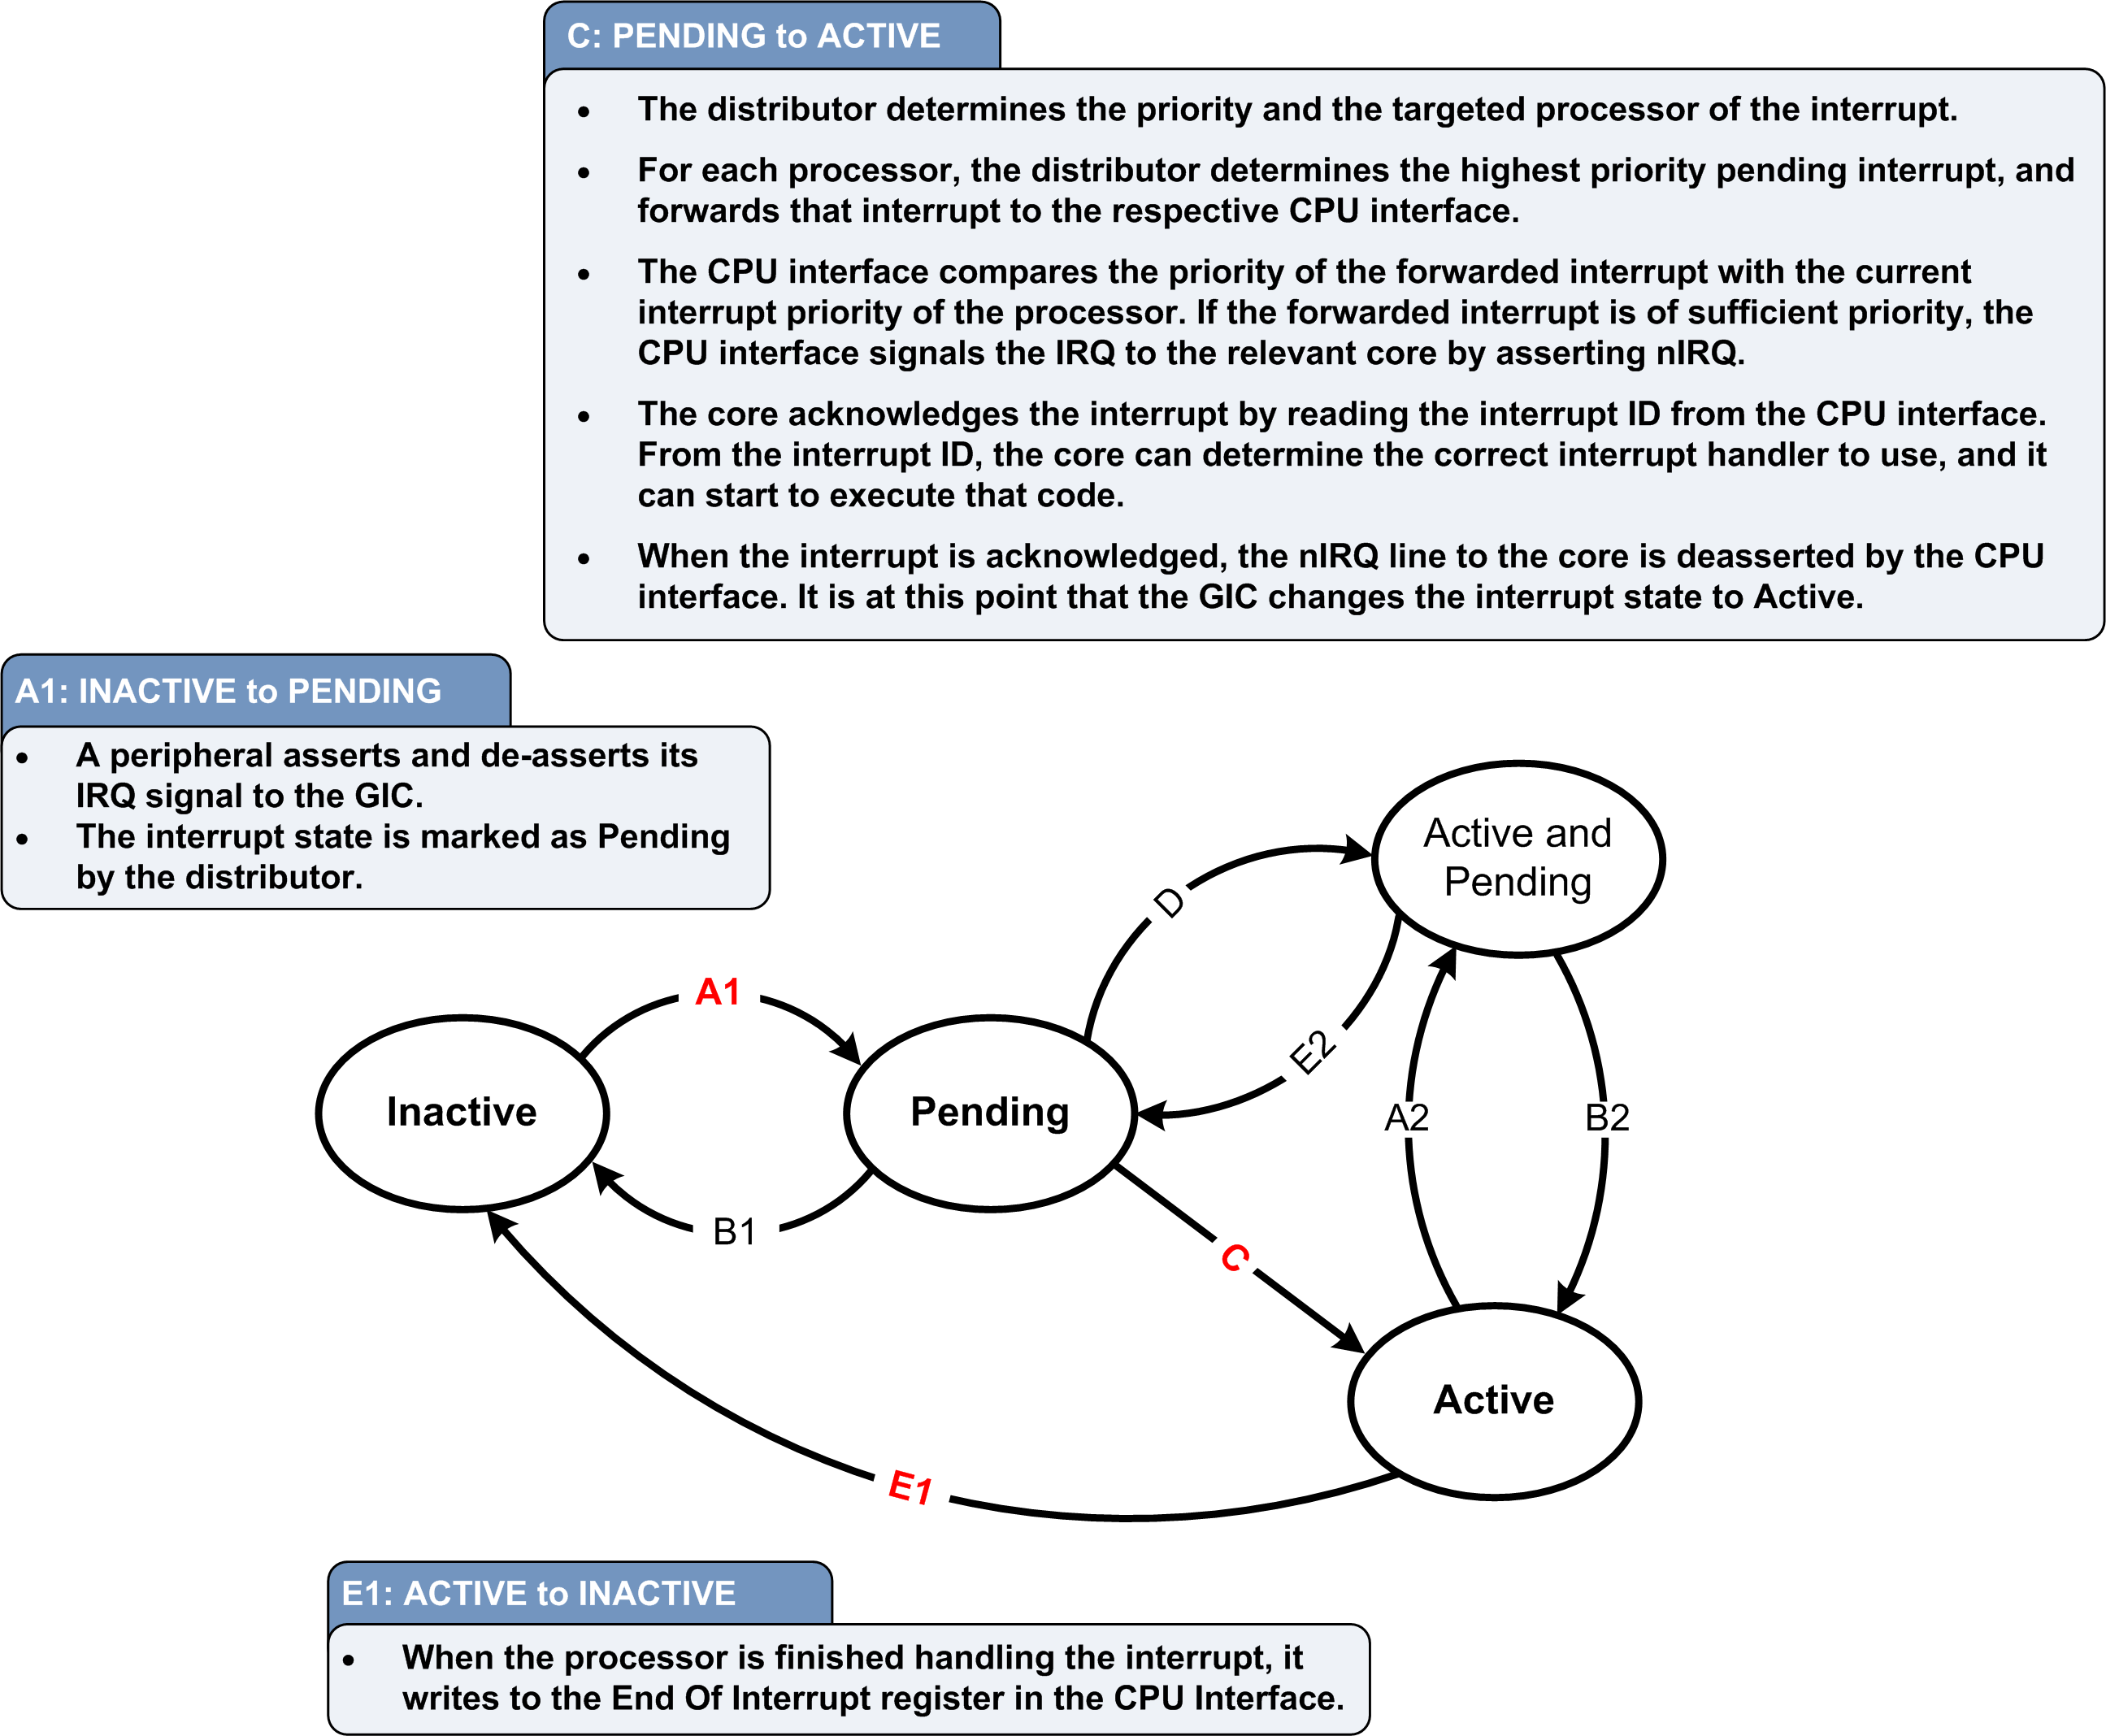 C: PENDING to ACTIVE
• The distributor determines the priority and the targeted processor of the interrupt.
• For each processor, the distributor determines the highest priority pending interrupt, and
forwards that interrupt to the respective CPU interface.
• The CPU interface compares the priority of the forwarded interrupt with the current
interrupt priority of the processor. If the forwarded interrupt is of sufficient priority, the
CPU interface signals the IRQ to the relevant core by asserting nIRQ.
• The core acknowledges the interrupt by reading the interrupt ID from the CPU interface.
From the interrupt ID, the core can determine the correct interrupt handler to use, and it
can start to execute that code.
• When the interrupt is acknowledged, the nIRQ line to the core is deasserted by the CPU
interface. It is at this point that the GIC changes the interrupt state to Active.
A1: INACTIVE to PENDING
• A peripheral asserts and de-asserts its
IRQ signal to the GIC.
• The interrupt state is marked as Pending
by the distributor.
Active and
Pending
D
A1
E2
Inactive
Pending
A2
B2
B1
C
Active
E1
E1: ACTIVE to INACTIVE
• When the processor is finished handling the interrupt, it
writes to the End Of Interrupt register in the CPU Interface.